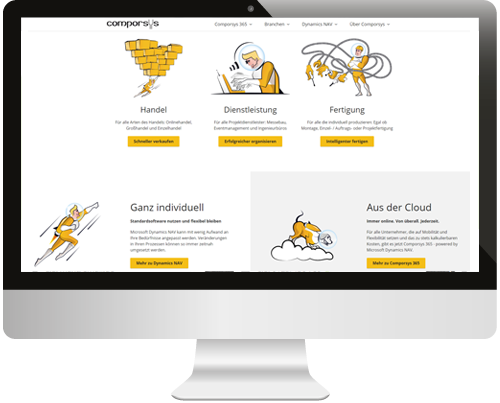 comporsys
Comporsys 365 Branchen Dynamics NAV Über Comporsys
Handel
Für alle Arten des Handels: Onlinehandel,
Großhandel und Einzelhandel
Schneller verkaufen
Dienstleistung
Für alle Projektdienstleister: Messebau,
Eventmanagement und Ingenieurbüros
Erfolgreicher organisieren
Fertigung
Für alle die individuell produzieren: Egal ob
Montage, Einzel- / Auftrags- oder Projektfertigung
Intelligenter fertigen
Ganz individuell
Standardsoftware nutzen und flexibel bleiben
Microsoft Dynamics NAV kann mit wenig Aufwand an
Ihre Bedürfnisse angepasst werden. Veränderungen
in Ihren Prozessen können so immer zeitnah
umgesetzt werden.
Mehr zu Dynamics NAV
Aus der Cloud
Immer online. Von überall. Jederzeit.
Für alle Unternehmer, die auf Mobilität und
Flexibilität setzen und das zu stets kalkulierbaren
Kosten, gibt es jetzt Comporsys 365 - powered by
Microsoft Dynamics NAV.
Mehr zu Comporsys 365